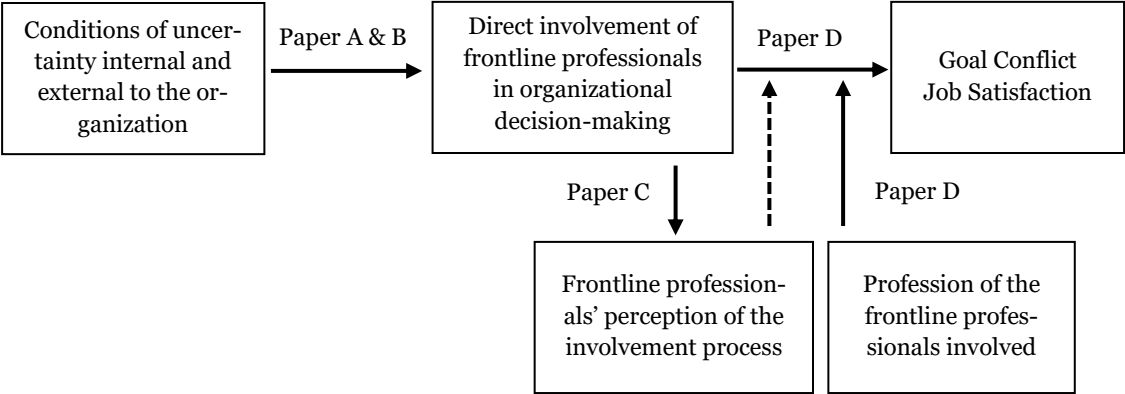 Conditions of uncer-
tainty internal and
external to the or-
ganization
Paper A & B
Direct involvement of
frontline professionals
in organizational
decision-making
Paper D
Goal Conflict
Job Satisfaction
Paper C
Paper D
Frontline profession-
als’ perception of the
involvement process
Profession of the
frontline profes-
sionals involved